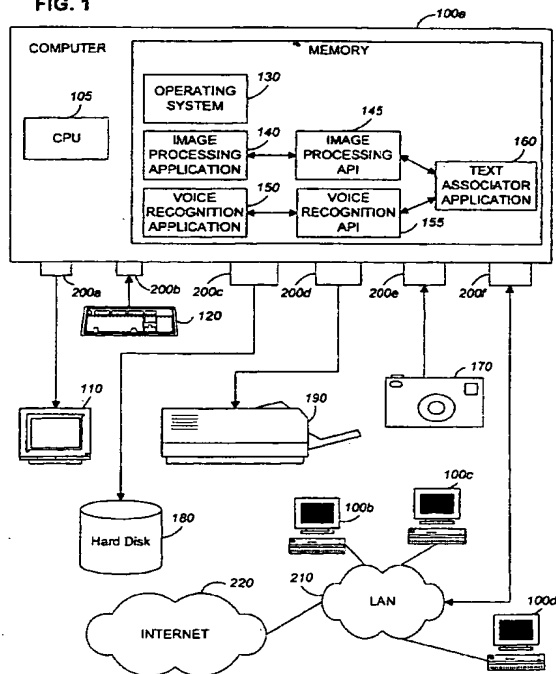 FIG. 1
100a
COMPUTER
MEMORY
105
CPU
OPERATING
SYSTEM
130
140
IMAGE
PROCESSING
APPLICATION
145
IMAGE
PROCESSING
API
160
TEXT
ASSOCIATOR
APPLICATION
150
VOICE
RECOGNITION
APPLICATION
VOICE
RECOGNITION
API
155
200a
200b
200c
200d
200e
200f
120
110
190
170
180
Hard Disk
100b
100c
210
LAN
220
INTERNET
100d